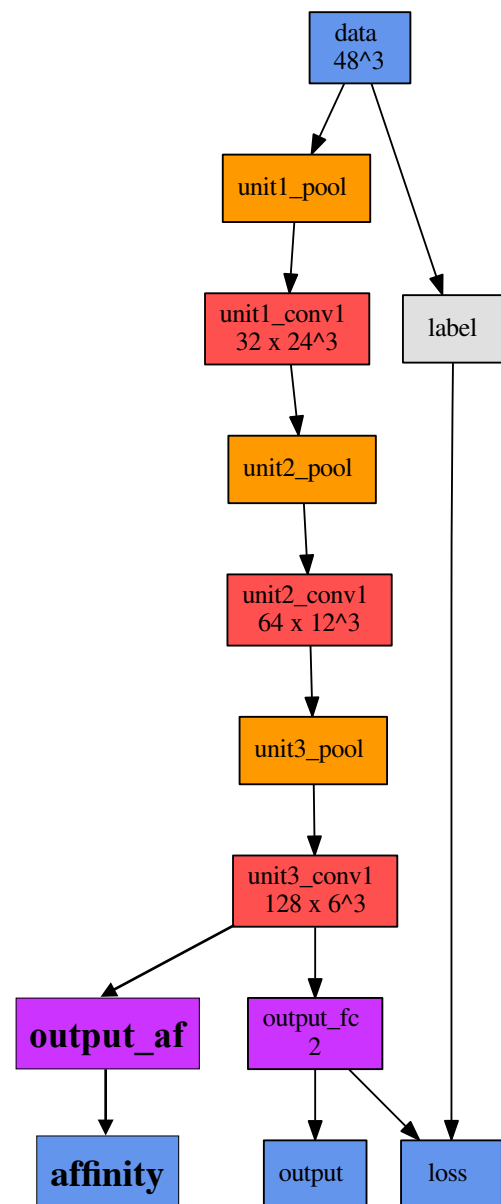 data
48^3
unit1_pool
unit1_conv1
32 x 24^3
label
unit2_pool
unit2_conv1
64 x 12^3
unit3_pool
unit3_conv1
128 x 6^3
output_af
output_fc
2
affinity
output
loss